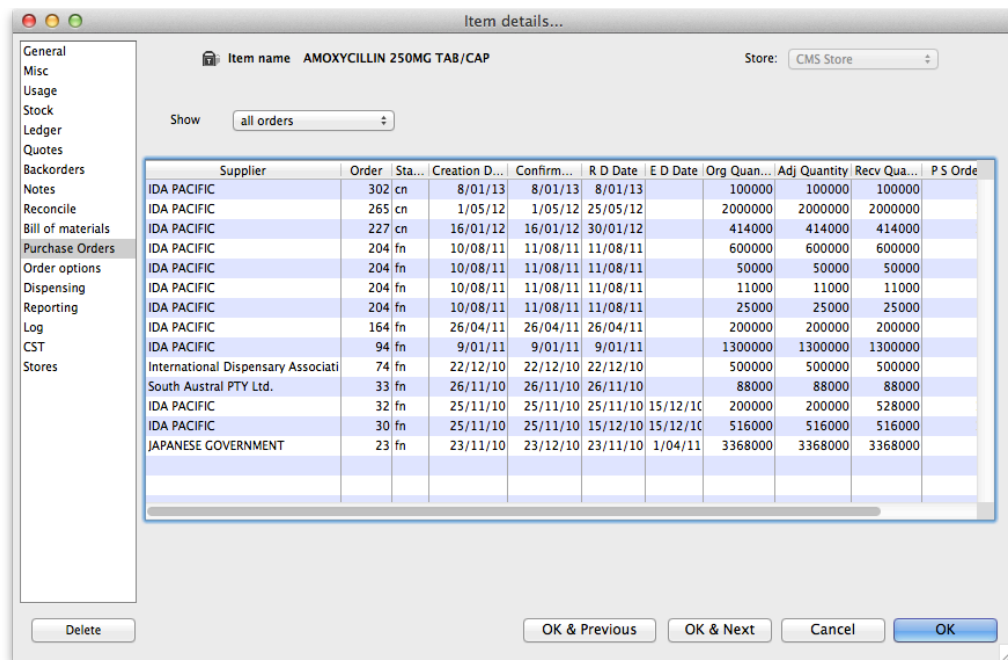 Item details...
General
Misc
Usage
Stock
Ledger
Quotes
Backorders
Notes
Reconcile
Bill of materials
Purchase Orders
Order options
Dispensing
Reporting
Log
CST
Stores
Item name AMOXYCILLIN 250MG TAB/CAP
Store: CMS Store
Show all orders
Supplier Order Sta... Creation D... Confirm... R D Date E D Date Org Quan... Adj Quantity Recv Qua... P S Orde
IDA PACIFIC 302 cn 8/01/13 8/01/13 8/01/13 100000 100000 100000
IDA PACIFIC 265 cn 1/05/12 1/05/12 25/05/12 2000000 2000000 2000000
IDA PACIFIC 227 cn 16/01/12 16/01/12 30/01/12 414000 414000 414000
IDA PACIFIC 204 fn 10/08/11 11/08/11 11/08/11 600000 600000 600000
IDA PACIFIC 204 fn 10/08/11 11/08/11 11/08/11 50000 50000 50000
IDA PACIFIC 204 fn 10/08/11 11/08/11 11/08/11 11000 11000 11000
IDA PACIFIC 204 fn 10/08/11 11/08/11 11/08/11 25000 25000 25000
IDA PACIFIC 164 fn 26/04/11 26/04/11 26/04/11 200000 200000 200000
IDA PACIFIC 94 fn 9/01/11 9/01/11 9/01/11 1300000 1300000 1300000
International Dispensary Associati 74 fn 22/12/10 22/12/10 22/12/10 500000 500000 500000
South Austral PTY Ltd. 33 fn 26/11/10 26/11/10 26/11/10 88000 88000 88000
IDA PACIFIC 32 fn 25/11/10 25/11/10 25/11/10 15/12/10 200000 200000 528000
IDA PACIFIC 30 fn 25/11/10 25/11/10 15/12/10 15/12/10 516000 516000 516000
JAPANESE GOVERNMENT 23 fn 23/11/10 23/12/10 23/11/10 1/04/11 3368000 3368000 3368000
Delete
OK & Previous
OK & Next
Cancel
OK